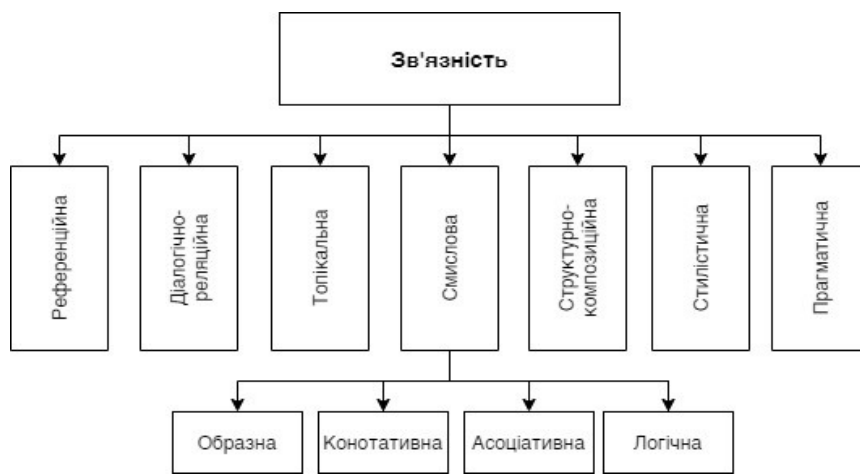 Зв'язність
Референційна
Діалогічно-
реляційна
Топікальна
Смислова
Структурно-
композиційна
Стилістична
Прагматична
Образна
Конотативна
Асоціативна
Логічна